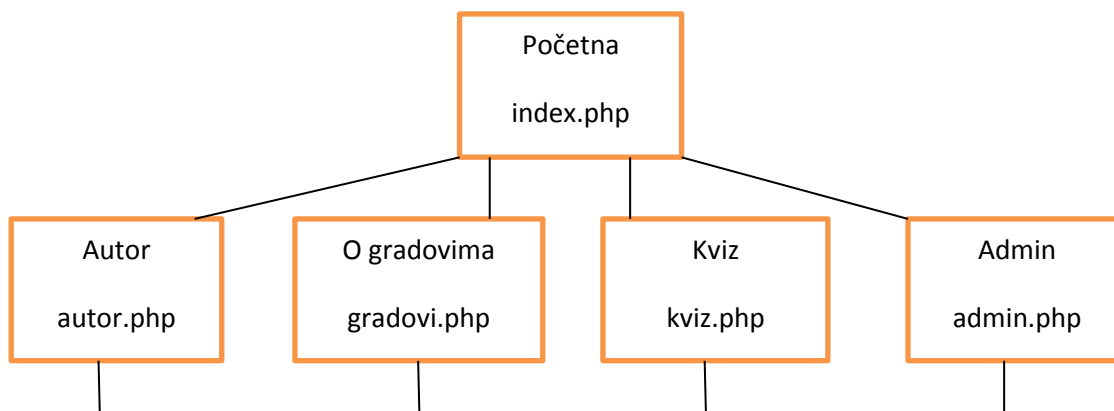 Početna
index.php
Autor
autor.php
O gradovima
gradovi.php
Kviz
kviz.php
Admin
admin.php